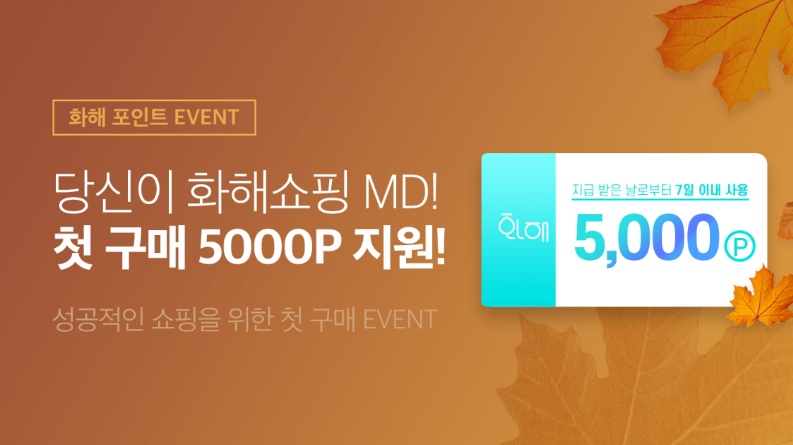 화해 포인트 EVENT
당신이 화해쇼핑 MD!
첫 구매 5000P 지원!
성공적인 쇼핑을 위한 첫 구매 EVENT
화해
지급 받은 날로부터 7일 이내 사용
5,000 P